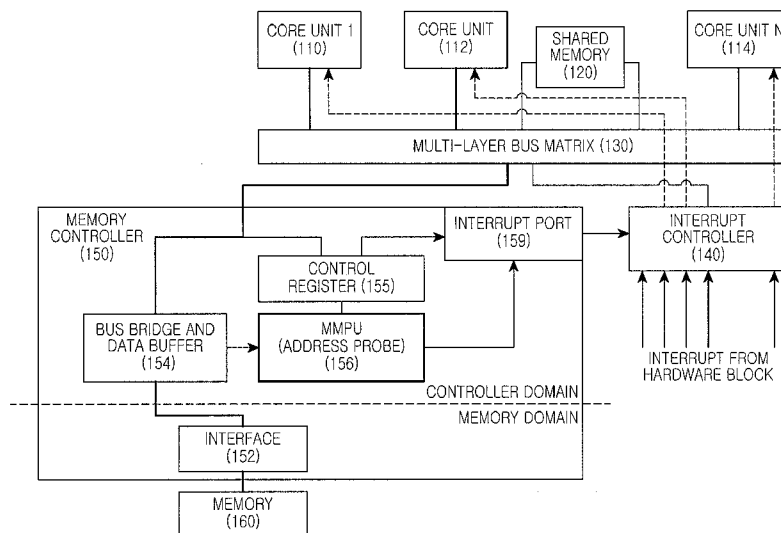 CORE UNIT 1
(110)
CORE UNIT
(112)
SHARED
MEMORY
(120)
CORE UNIT N
(114)
MULTI-LAYER BUS MATRIX (130)
MEMORY
CONTROLLER
(150)
INTERRUPT PORT
(159)
INTERRUPT
CONTROLLER
(140)
CONTROL
REGISTER (155)
BUS BRIDGE AND
DATA BUFFER
(154)
MMPU
(ADDRESS PROBE)
(156)
INTERRUPT FROM
HARDWARE BLOCK
CONTROLLER DOMAIN
MEMORY DOMAIN
INTERFACE
(152)
MEMORY
(160)